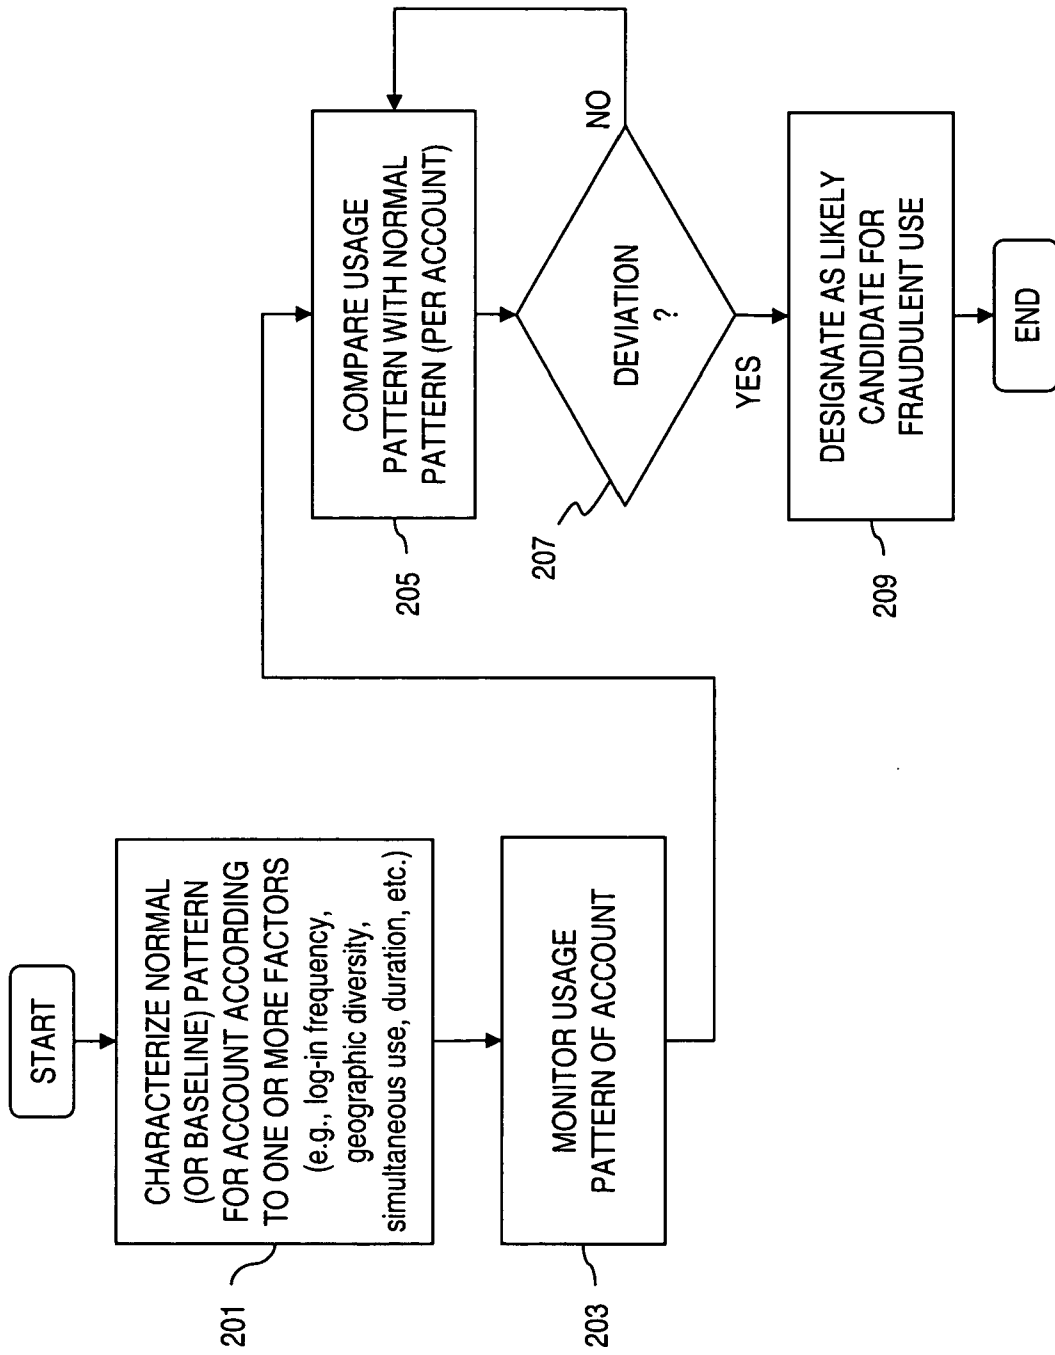 START
CHARACTERIZE NORMAL
(OR BASELINE) PATTERN
FOR ACCOUNT ACCORDING
TO ONE OR MORE FACTORS
(e.g., log-in frequency,
geographic diversity,
simultaneous use, duration, etc.)
201
MONITOR USAGE
PATTERN OF ACCOUNT
203
COMPARE USAGE
PATTERN WITH NORMAL
PATTERN (PER ACCOUNT)
205
DEVIATION
?
207
NO
YES
DESIGNATE AS LIKELY
CANDIDATE FOR
FRAUDULENT USE
209
END